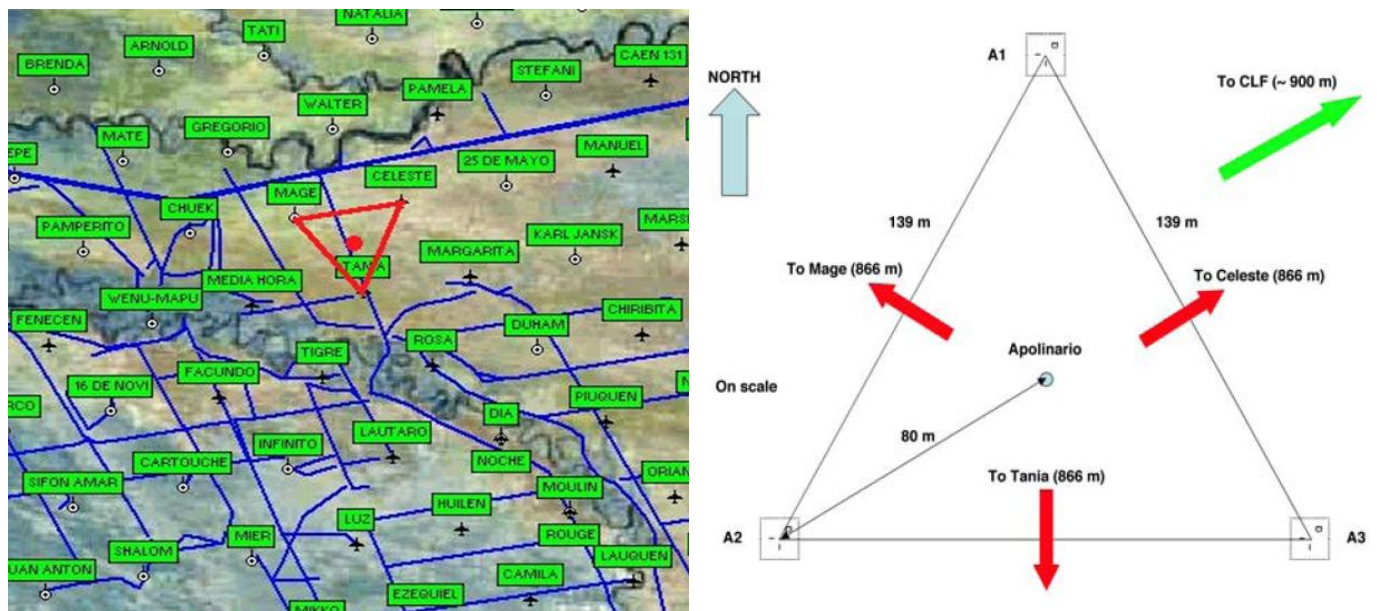 NATALIA
TATI
ARNOLD
CAEN 131
BRENDA
STEFANI
PAMELA
WALTER
GREGORIO
MATE
MANUEL
25 DE MAYO
EPE
CELESTE
MAGE
CHUEK
PAMPERITO
MARS
KARL JANSK
MARGARITA
TANIA
MEDIA HORA
WENU-MAPU
CHIRIBITA
FENECEN
DUHAM
ROSA
TIGRE
FACUNDO
16 DE NOVI
PIUQUEN
RCO
DIA
LAUTARO
INFINITO
CARTOUCHE
NOCHE
ORIAN
SIFON AMAR
MOULIN
HUILEN
LUZ
MIER
ROUGE
SHALOM
LAUQUEN
UAN ANTON
CAMILA
EZEQUIEL
MIKKO
A1
NORTH
To CLF (~ 900 m)
139 m
139 m
To Mage (866 m)
To Celeste (866 m)
Apolinario
On scale
80 m
To Tania (866 m)
A2
A3